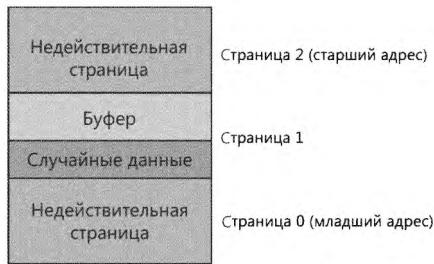 Недействительная
страница
Страница 2 (старший адрес)
Буфер
Страница 1
Случайные данные
Недействительная
страница
Страница 0 (младший адрес)